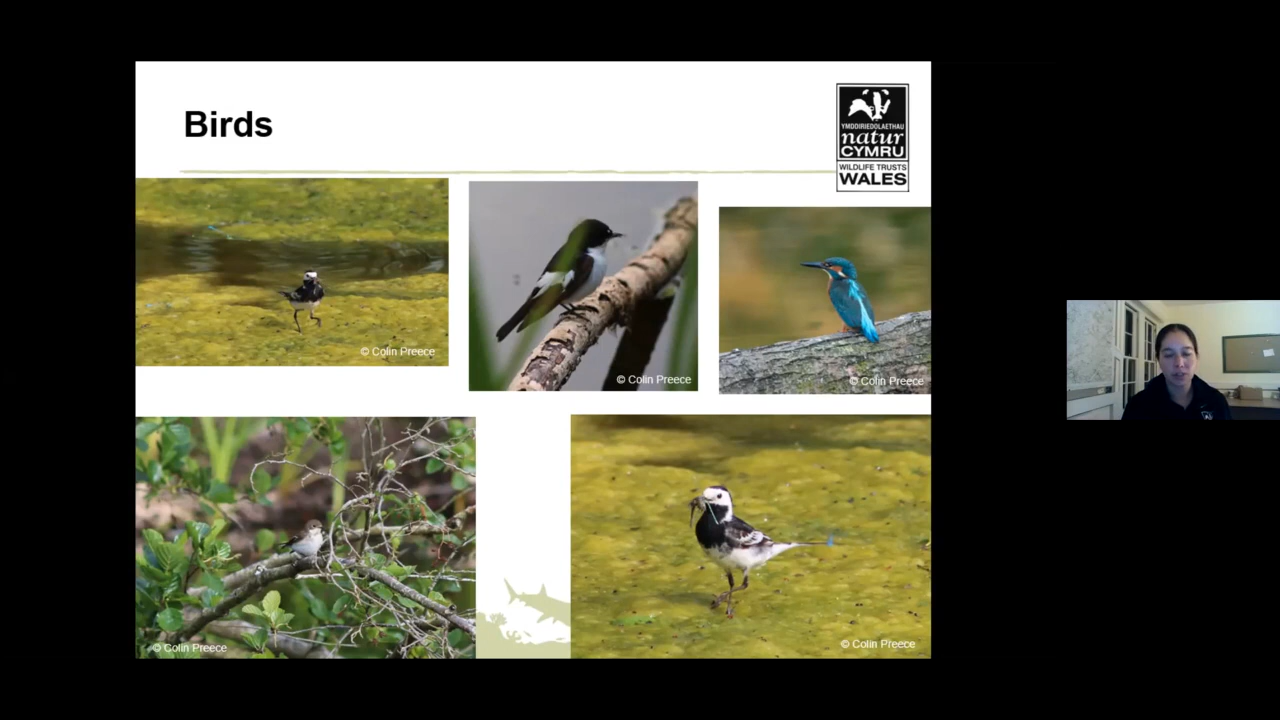 Birds
YMDDIRIEDOLAETHAU
natur
CYMRU
WILDLIFE TRUSTS
WALES
© Colin Preece
© Colin Preece
© Colin Preece
© Colin Preece
© Colin Preece